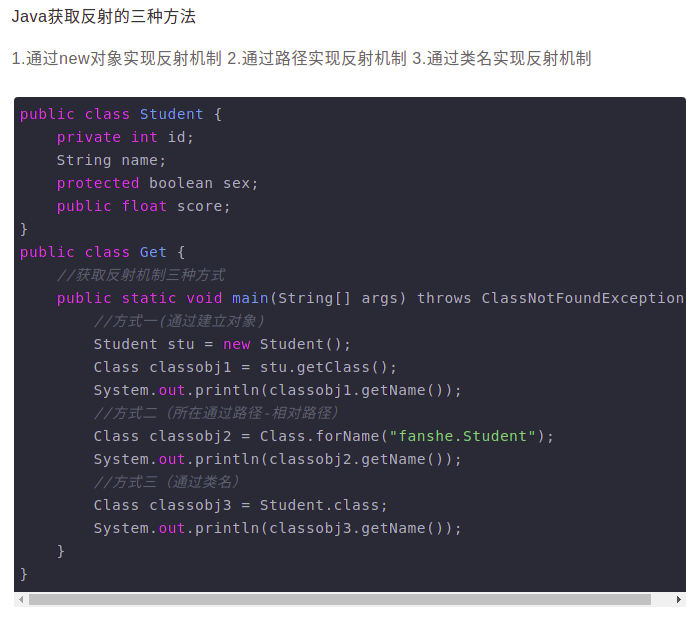 Java获取反射的三种方法
1.通过new对象实现反射机制 2.通过路径实现反射机制 3.通过类名实现反射机制
public class Student {
    private int id;
    String name;
    protected boolean sex;
    public float score;
}
public class Get {
    //获取反射机制三种方式
    public static void main(String[] args) throws ClassNotFoundException
        //方式一(通过建立对象)
        Student stu = new Student();
        Class classobj1 = stu.getClass();
        System.out.println(classobj1.getName());
        //方式二（所在通过路径-相对路径）
        Class classobj2 = Class.forName("fanshe.Student");
        System.out.println(classobj2.getName());
        //方式三（通过类名）
        Class classobj3 = Student.class;
        System.out.println(classobj3.getName());
    }
}